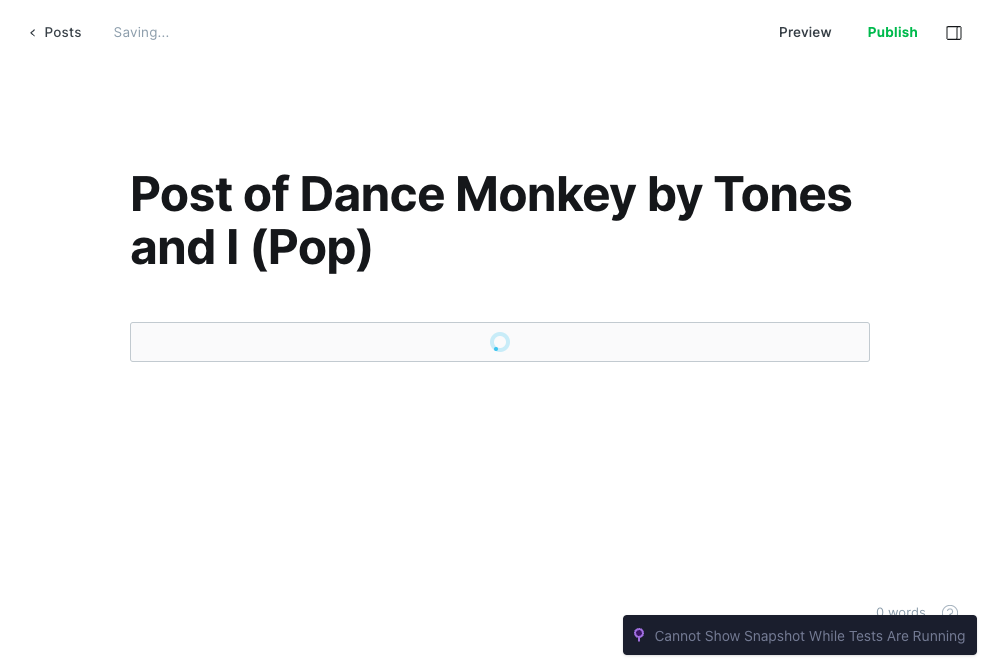 Posts
Saving...
Preview
Publish
Post of Dance Monkey by Tones
and I (Pop)
0 words
?
Cannot Show Snapshot While Tests Are Running